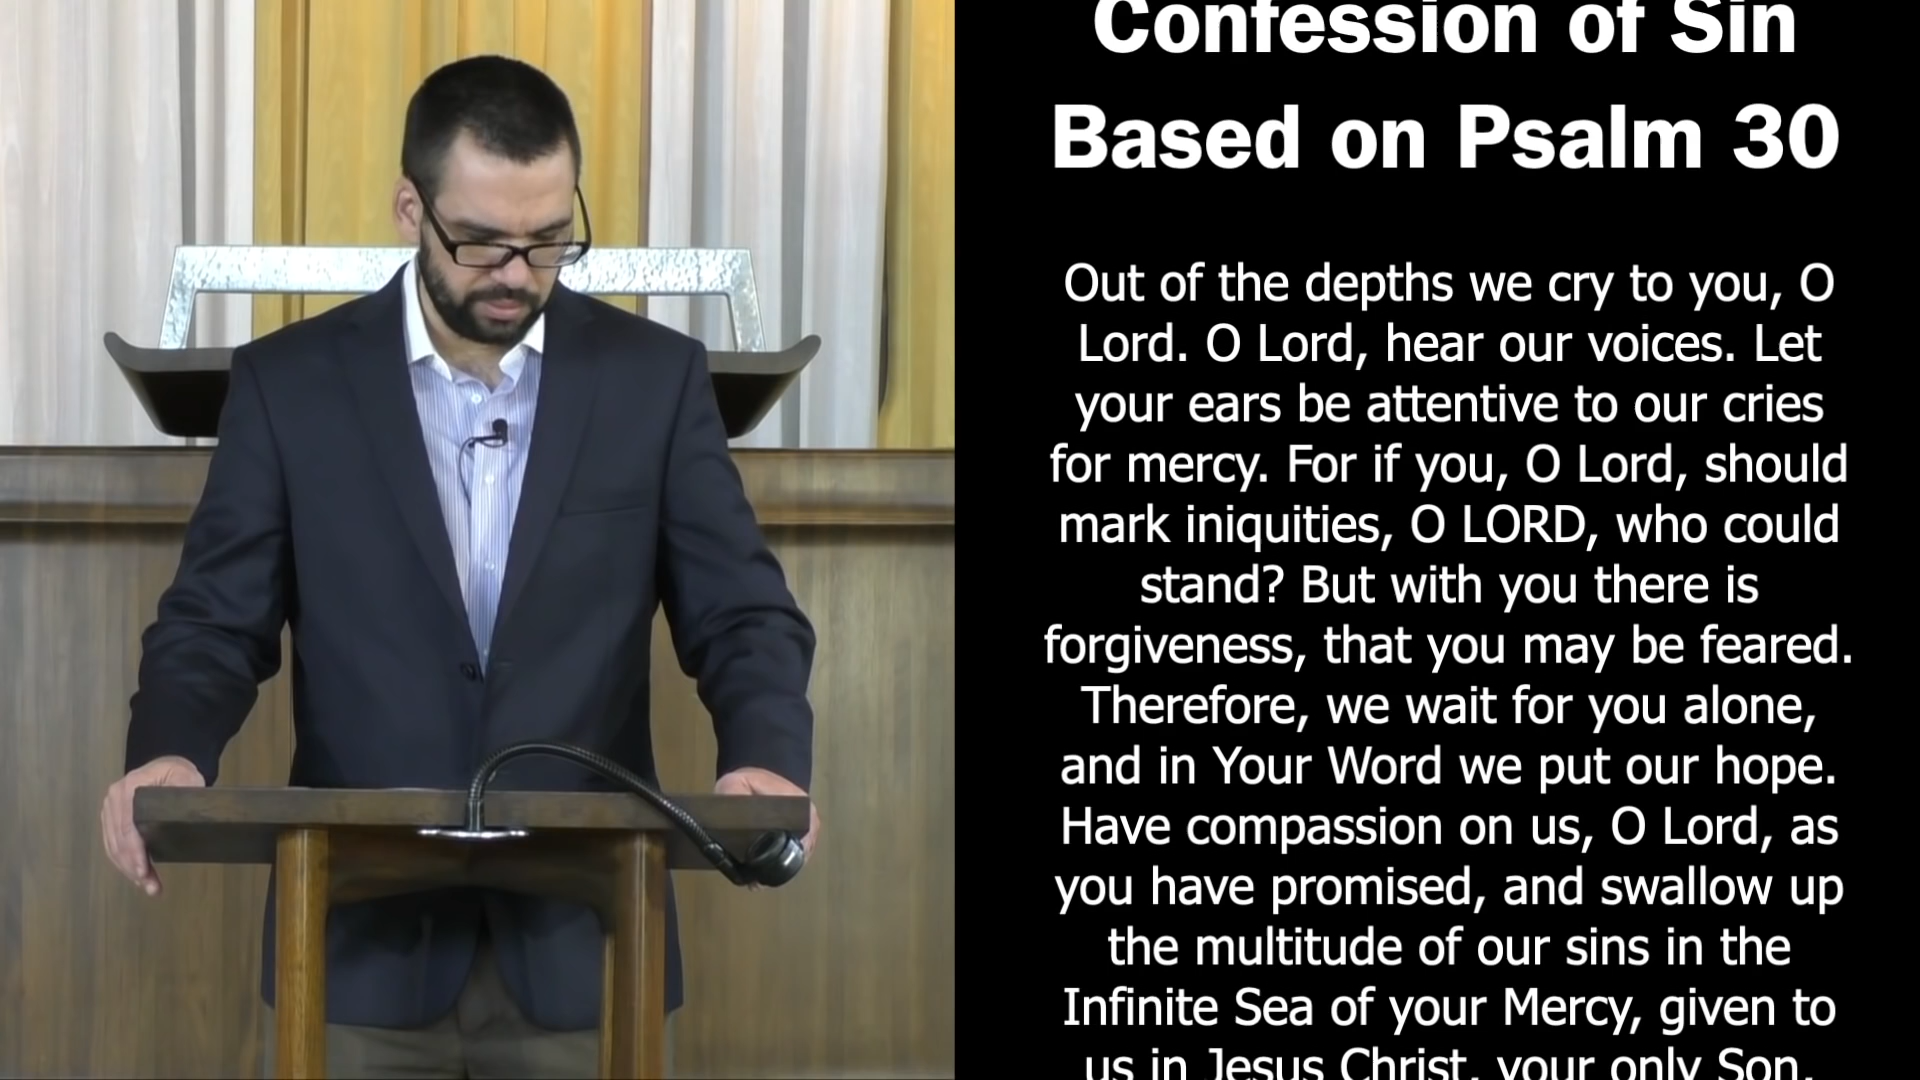 Confession of Sin
Based on Psalm 30
Out of the depths we cry to you, O
Lord. O Lord, hear our voices. Let
your ears be attentive to our cries
for mercy. For if you, O Lord, should
mark iniquities, O LORD, who could
stand? But with you there is
forgiveness, that you may be feared.
Therefore, we wait for you alone,
and in Your Word we put our hope.
Have compassion on us, O Lord, as
you have promised, and swallow up
the multitude of our sins in the
Infinite Sea of your Mercy, given to
us in Jesus Christ, your only Son,